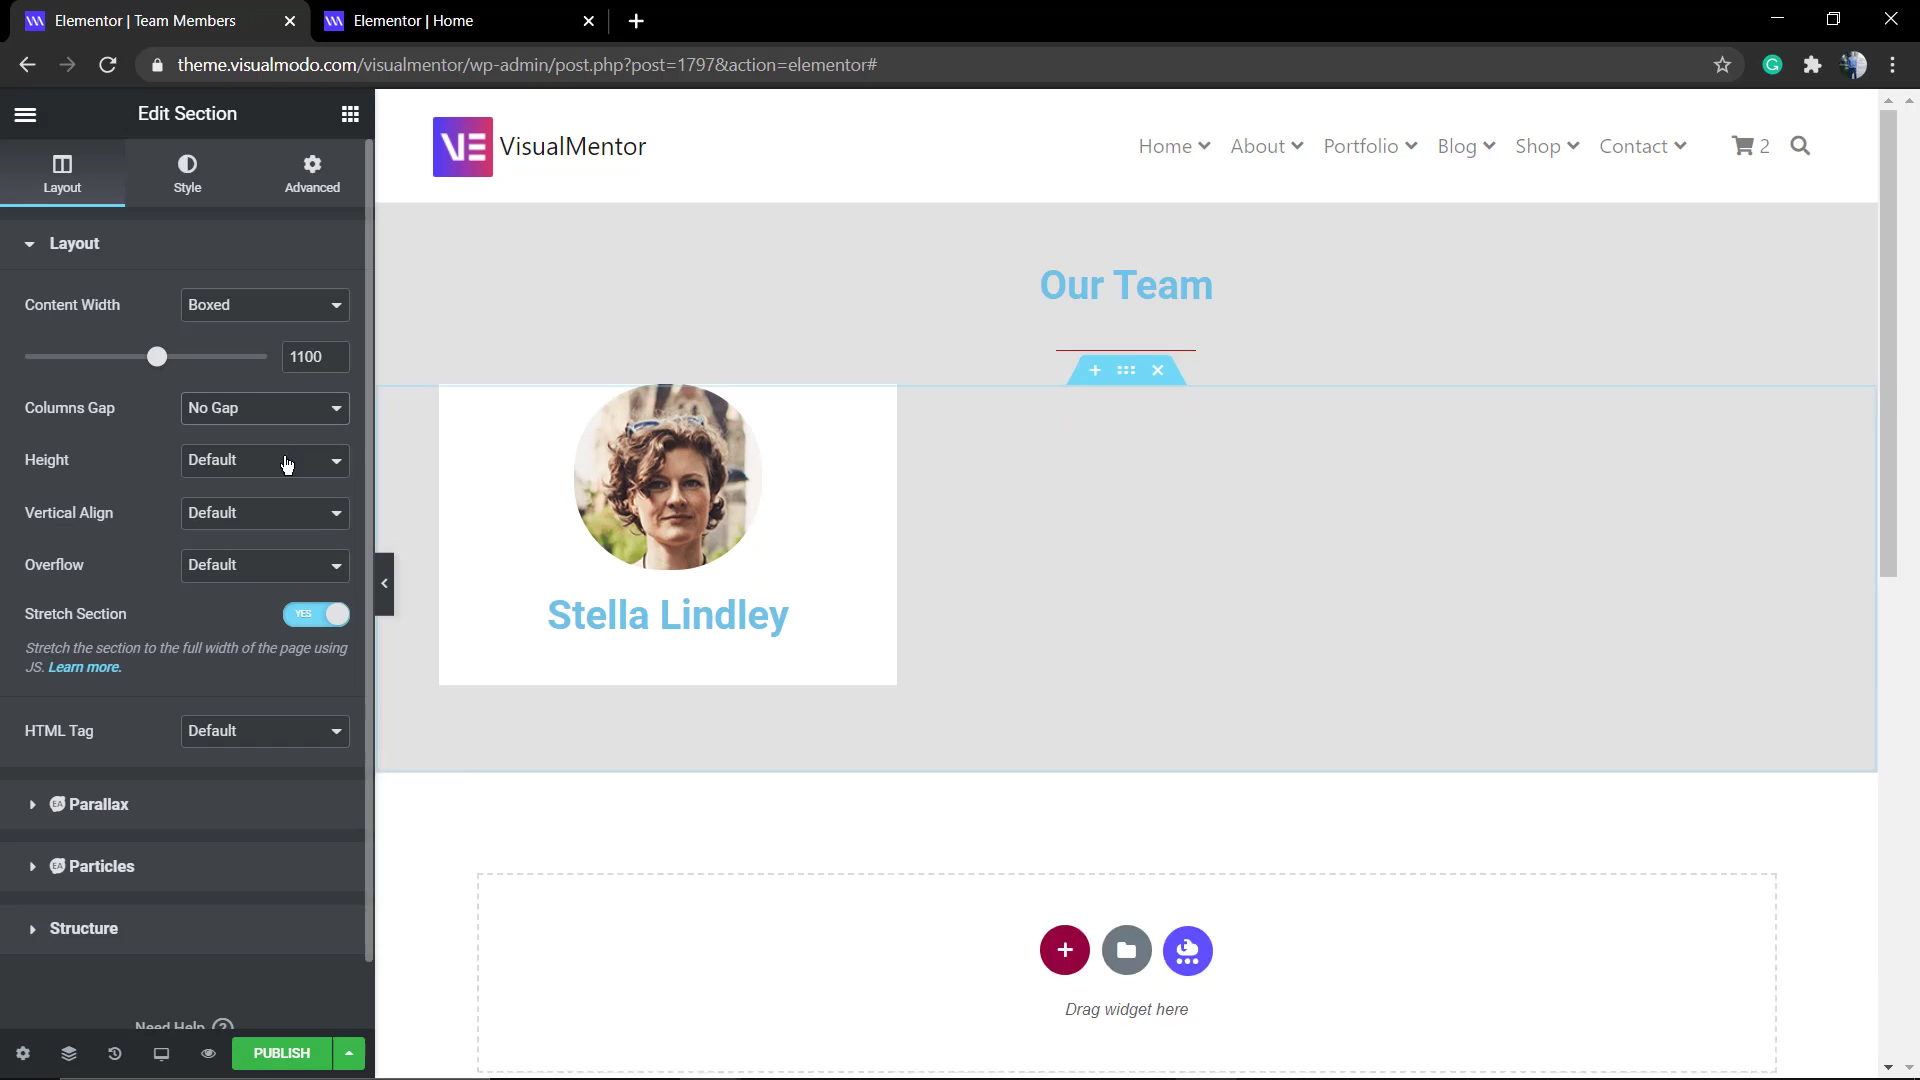 Elementor | Team Members
Elementor | Home
theme.visualmodo.com/visualmentor/wp-admin/post.php?post=1797&action=elementor#
Edit Section
Layout
Style
Advanced
Layout
Content Width
Boxed
1100
Columns Gap
No Gap
Height
Default
Vertical Align
Default
Overflow
Default
Stretch Section
YES
Stretch the section to the full width of the page using
JS. Learn more.
HTML Tag
Default
EA Parallax
EA Particles
Structure
Need Help ?
PUBLISH
VE VisualMentor
Home
About
Portfolio
Blog
Shop
Contact
2
Our Team
Stella Lindley
Drag widget here